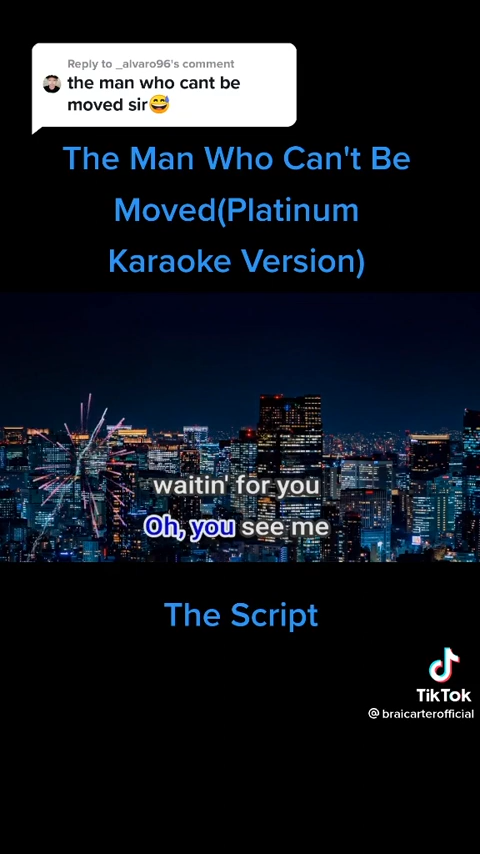 Reply to _alvaro96's comment
the man who cant be
moved sir😅
The Man Who Can't Be
Moved(Platinum
Karaoke Version)
waitin' for you
Oh, you see me
The Script
TikTok
@braicarterofficial